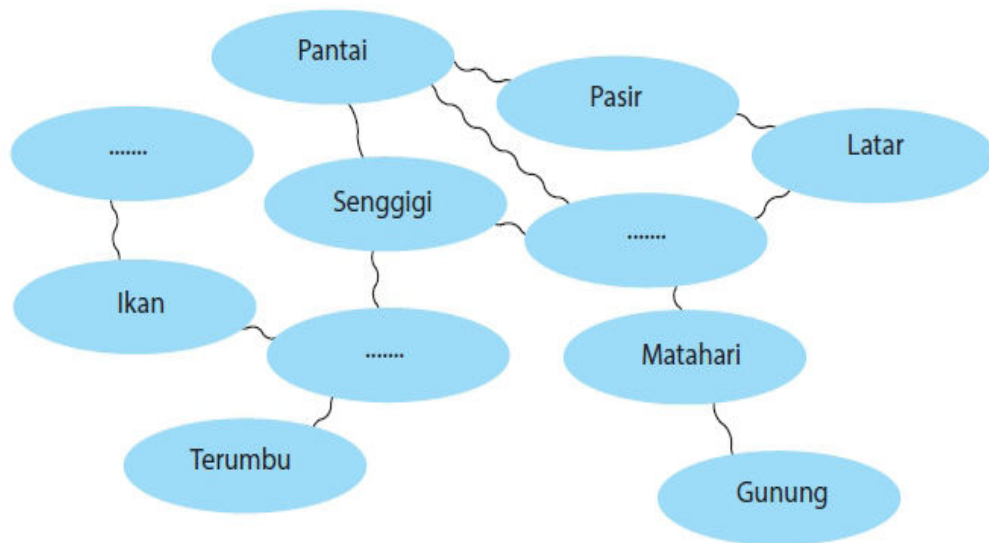 Pantai
Pasir
Latar
.......
Senggigi
.......
Ikan
.......
Matahari
Terumbu
Gunung